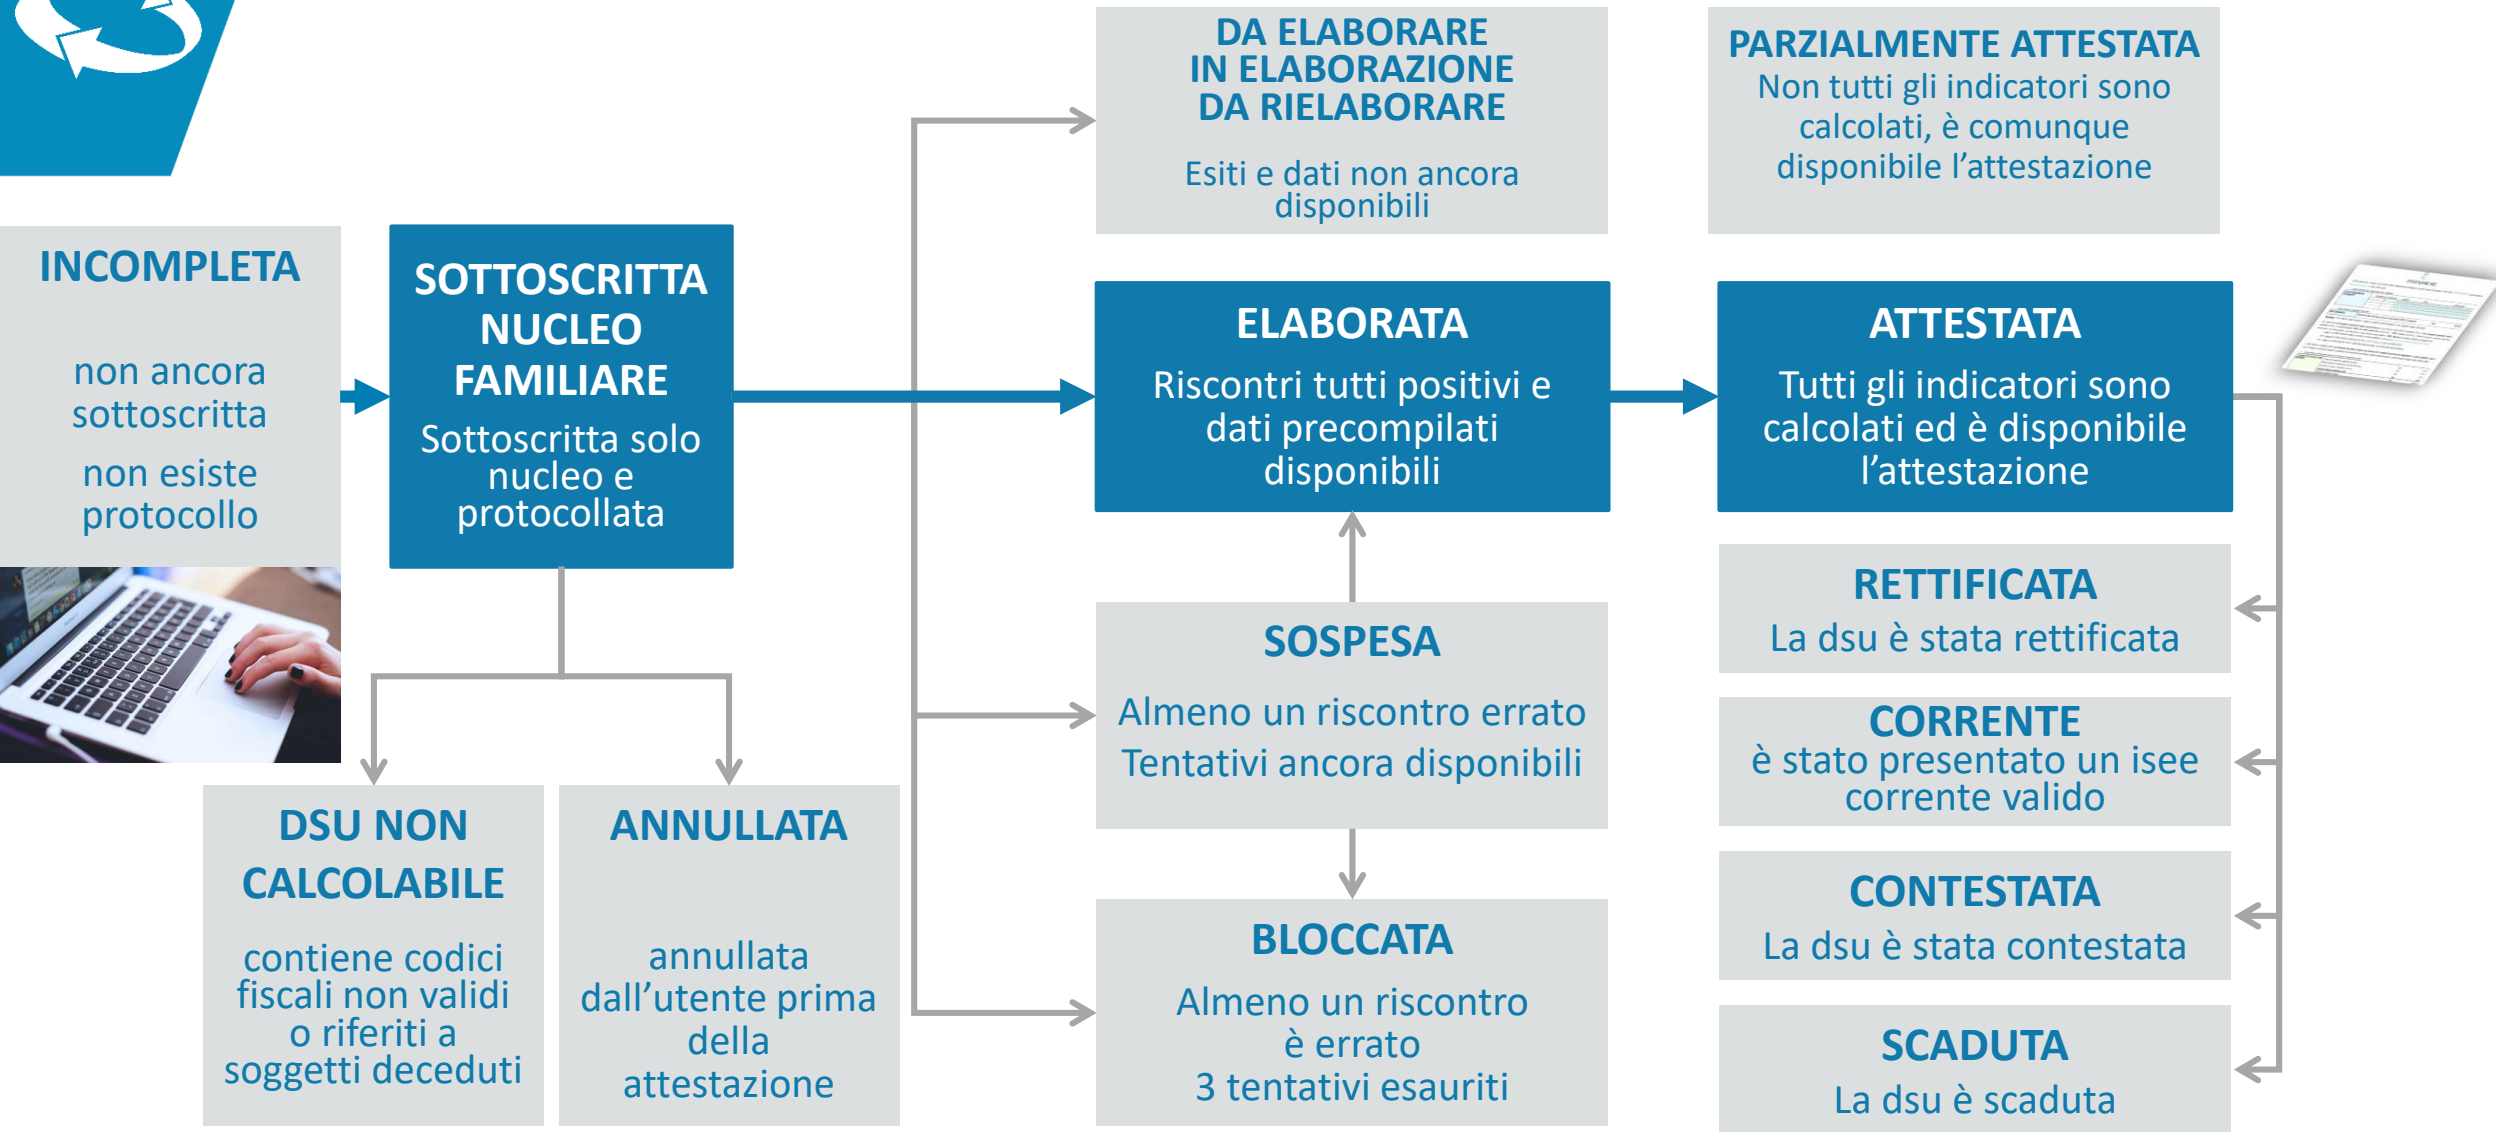 DA ELABORARE
IN ELABORAZIONE
DA RIELABORARE
Esiti e dati non ancora
disponibili
PARZIALMENTE ATTESTATA
Non tutti gli indicatori sono
calcolati, è comunque
disponibile l’attestazione
INCOMPLETA
non ancora
sottoscritta
non esiste
protocollo
SOTTOSCRITTA
NUCLEO
FAMILIARE
Sottoscritta solo
nucleo e
protocollata
ELABORATA
Riscontri tutti positivi e
dati precompilati
disponibili
ATTESTATA
Tutti gli indicatori sono
calcolati ed è disponibile
l’attestazione
DSU NON
CALCOLABILE
contiene codici
fiscali non validi
o riferiti a
soggetti deceduti
ANNULLATA
annullata
dall’utente prima
della
attestazione
SOSPESA
Almeno un riscontro errato
Tentativi ancora disponibili
BLOCCATA
Almeno un riscontro
è errato
3 tentativi esauriti
RETTIFICATA
La dsu è stata rettificata
CORRENTE
è stato presentato un isee
corrente valido
CONTESTATA
La dsu è stata contestata
SCADUTA
La dsu è scaduta